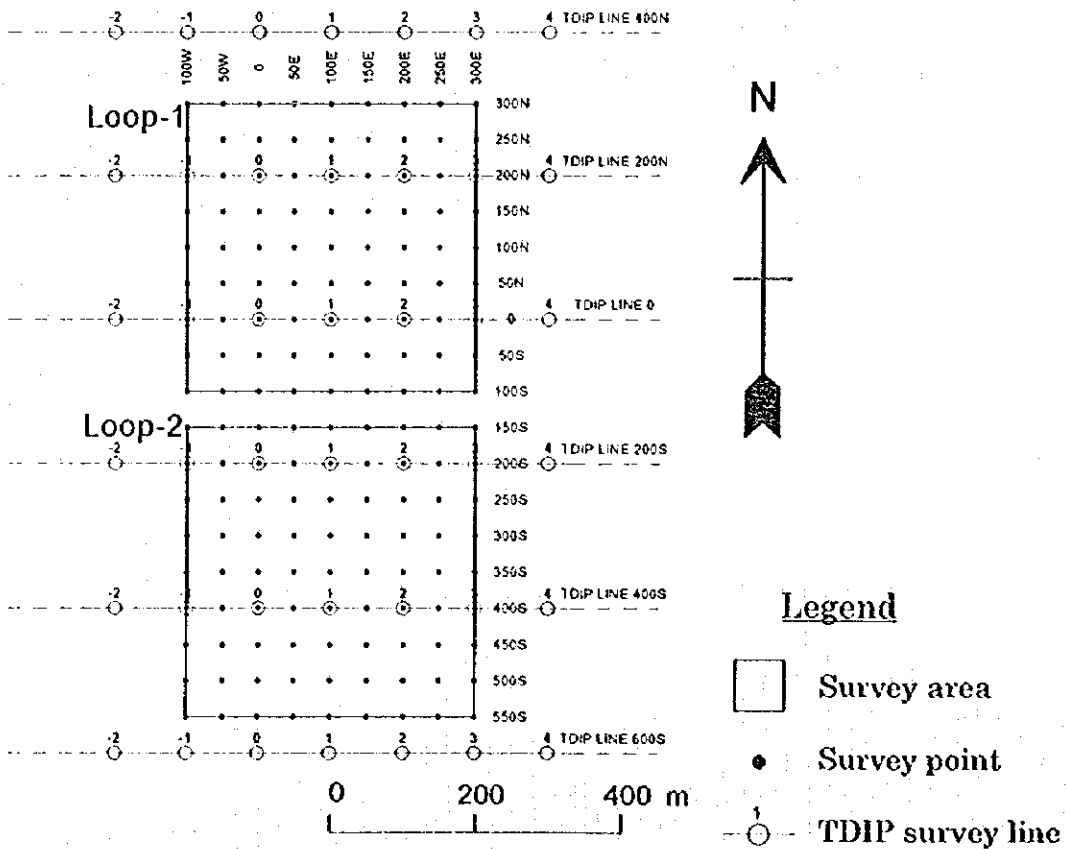 -2 -1 0 1 2 3 4 TDIP LINE 400N
100W 50W 0 50E 100E 150E 200E 250E 300E
N
Loop-1
300N
250N
-2 0 1 2 4 TDIP LINE 200N
200N
150N
100N
50N
-2 0 1 2 4 TDIP LINE 0
0
50S
100S
Loop-2
150S
-2 0 1 2 4 TDIP LINE 200S
200S
250S
300S
350S
-2 0 1 2 4 TDIP LINE 400S
400S
450S
500S
550S
-2 -1 0 1 2 3 4 TDIP LINE 600S
0 200 400 m
Legend
Survey area
Survey point
1
TDIP survey line